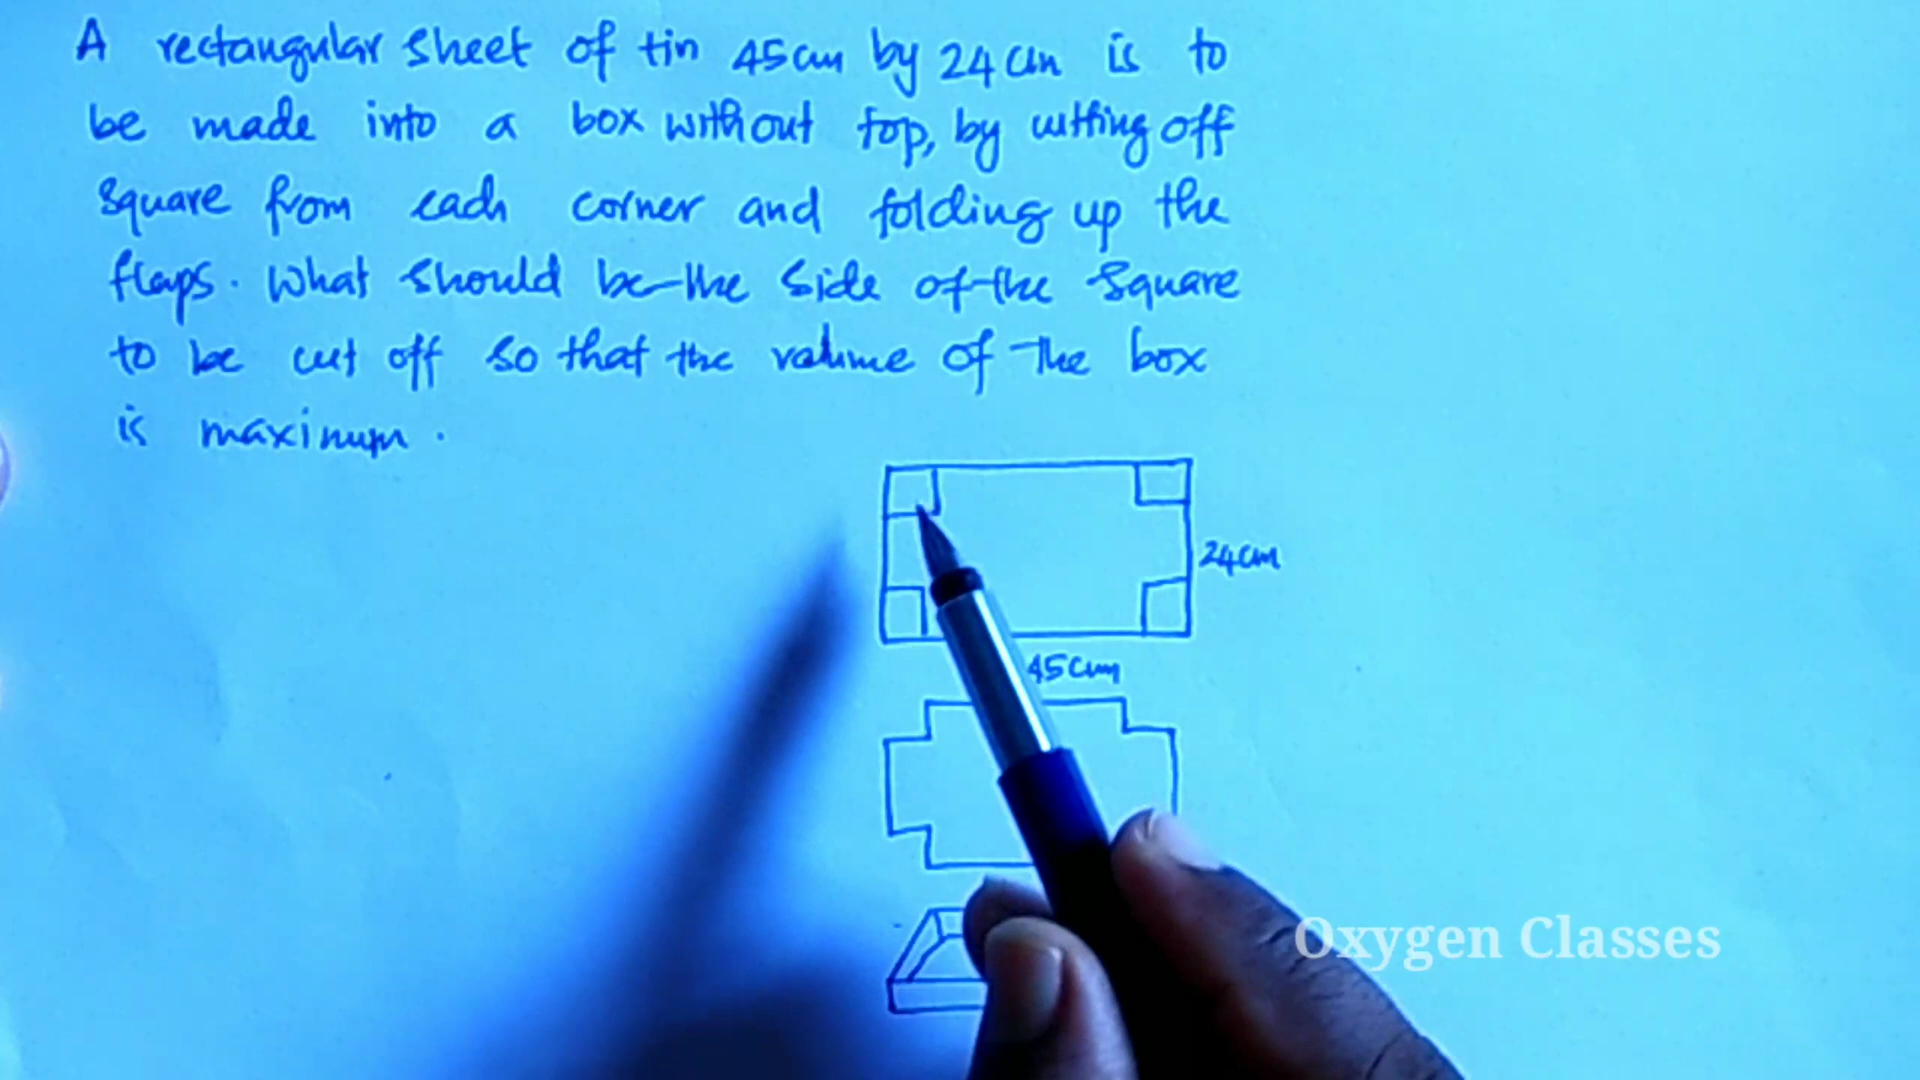 A rectangular sheet of tin 45cm by 24cm is to
be made into a box without top, by cutting off
square from each corner and folding up the
flaps. What should be the side of the square
to be cut off so that the volume of the box
is maximum.
24cm
45cm
Oxygen Classes